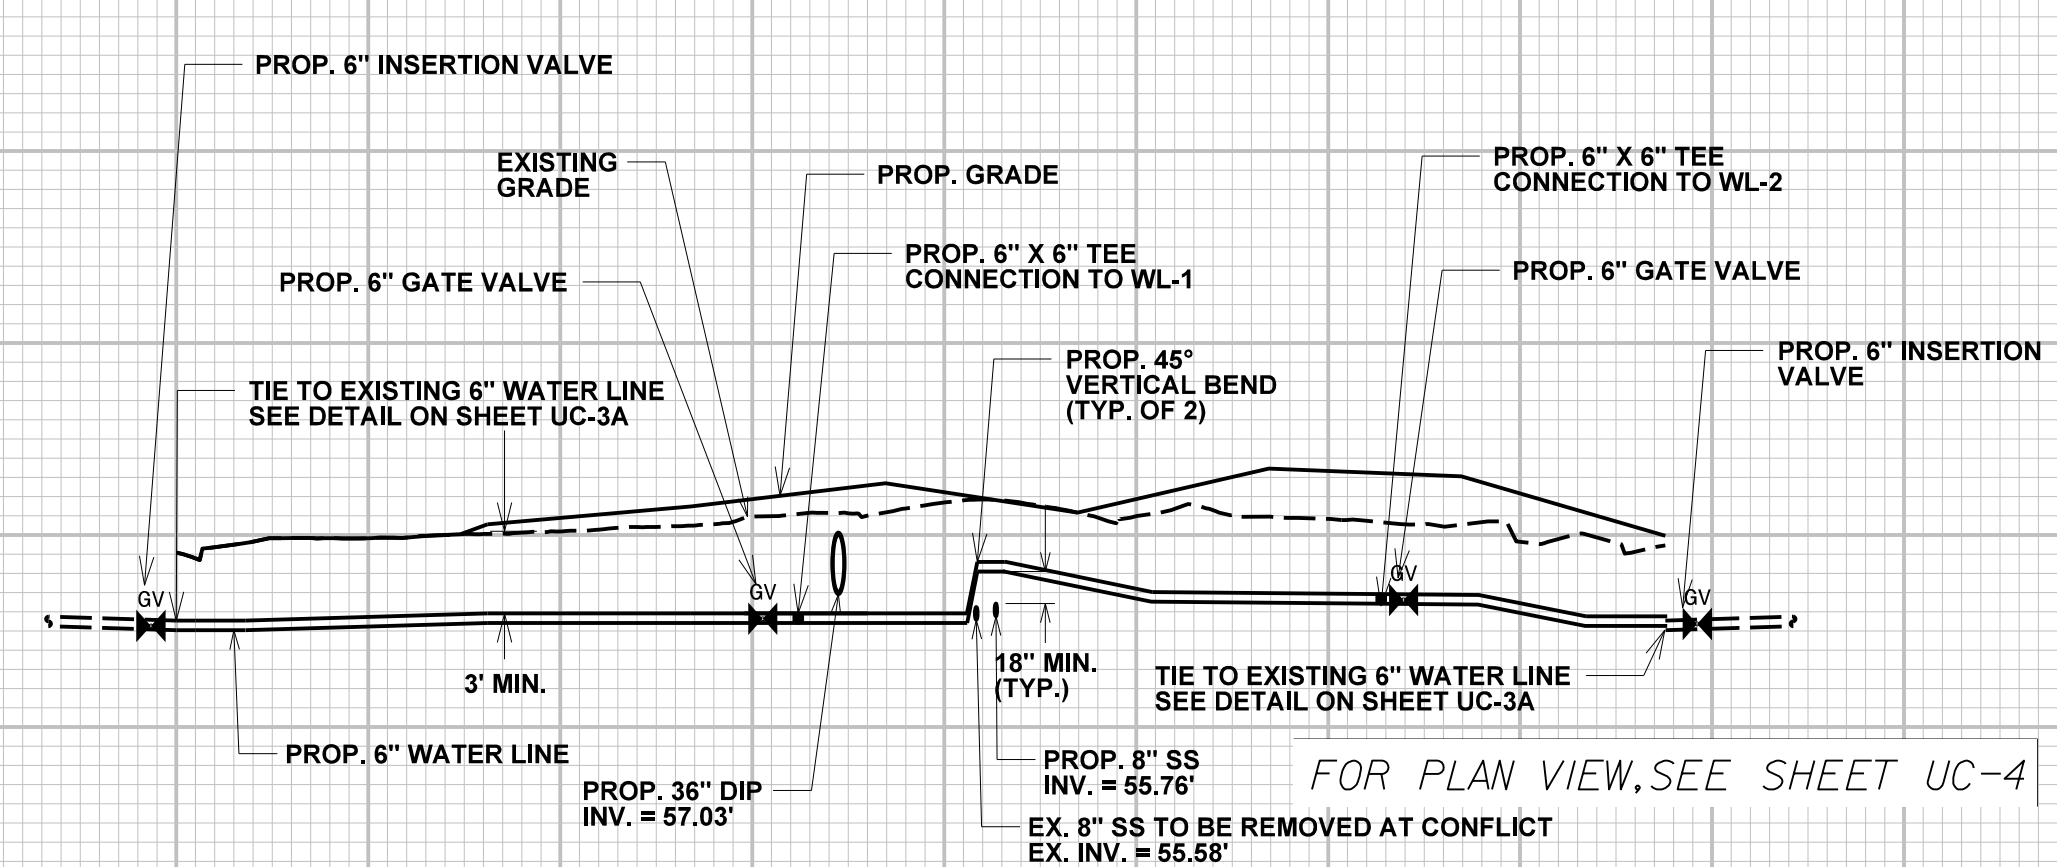 PROP. 6" INSERTION VALVE
EXISTING
GRADE
PROP. GRADE
PROP. 6" X 6" TEE
CONNECTION TO WL-2
PROP. 6" X 6" TEE
CONNECTION TO WL-1
PROP. 6" GATE VALVE
PROP. 6" GATE VALVE
PROP. 45°
VERTICAL BEND
(TYP. OF 2)
PROP. 6" INSERTION
VALVE
TIE TO EXISTING 6" WATER LINE
SEE DETAIL ON SHEET UC-3A
GV
GV
GV
GV
3' MIN.
18" MIN.
(TYP.)
TIE TO EXISTING 6" WATER LINE
SEE DETAIL ON SHEET UC-3A
PROP. 6" WATER LINE
PROP. 36" DIP
INV. = 57.03'
PROP. 8" SS
INV. = 55.76'
EX. 8" SS TO BE REMOVED AT CONFLICT
EX. INV. = 55.58'
FOR PLAN VIEW, SEE SHEET UC-4